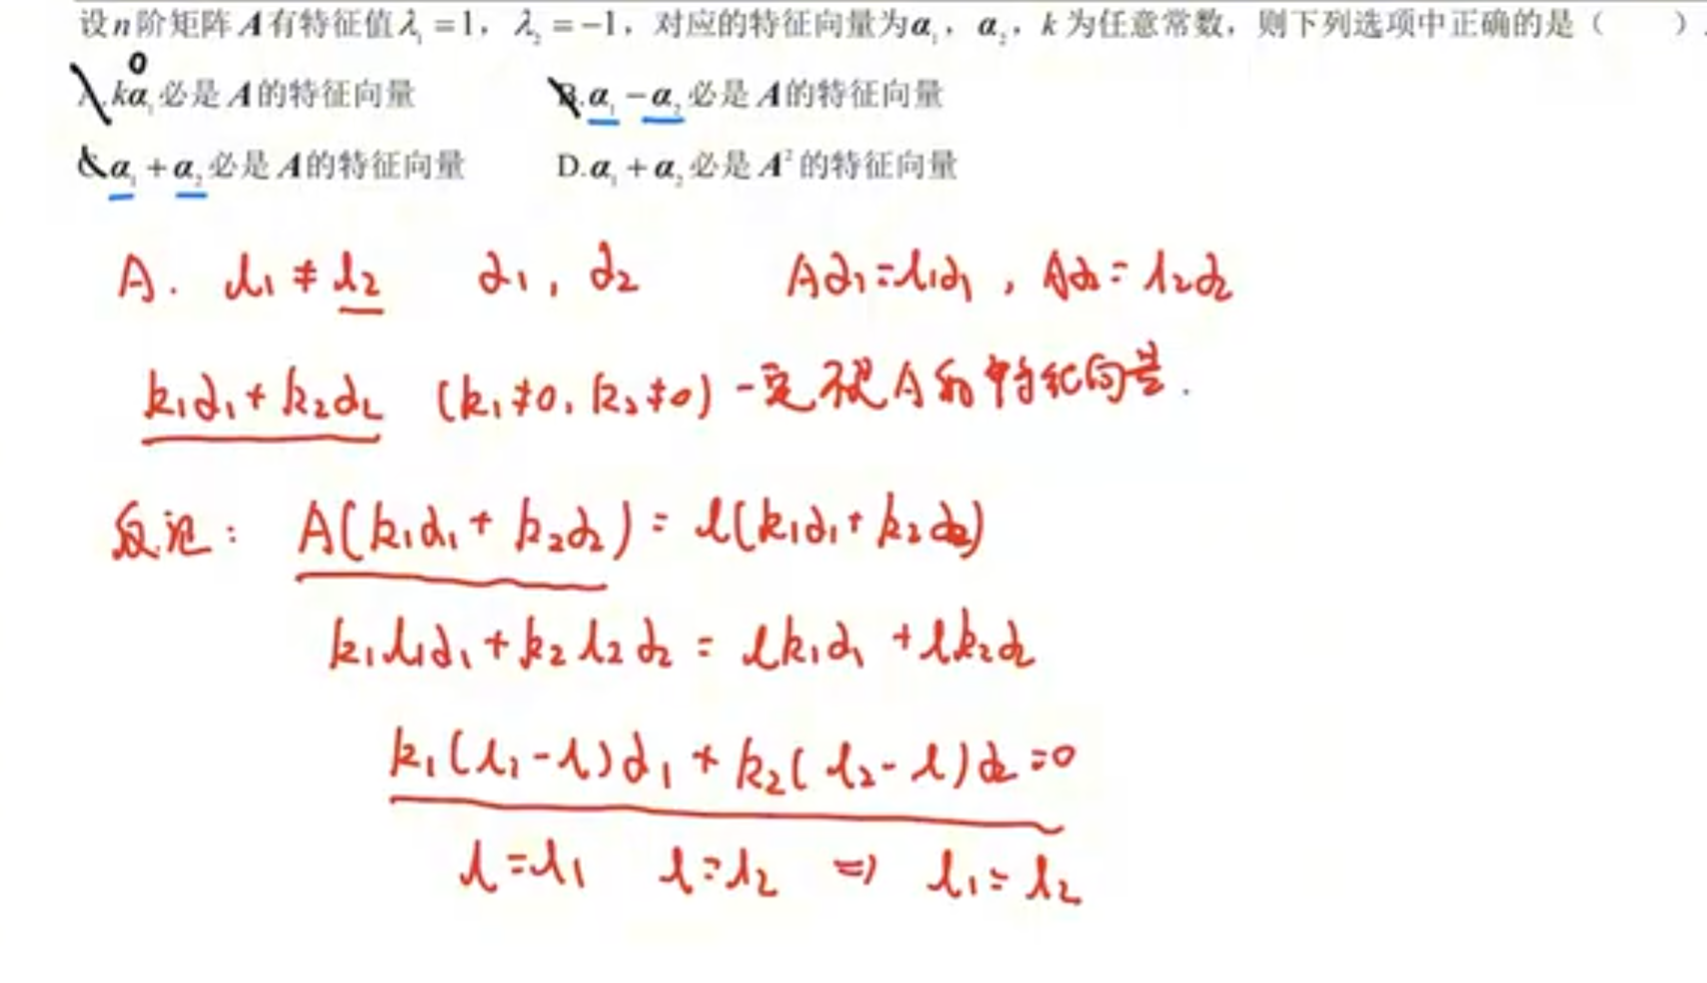 设n阶矩阵A有特征值λ₁=1，λ₂=-1，对应的特征向量为α₁，α₂，k为任意常数，则下列选项中正确的是（　　）.
0
A.kα₁必是A的特征向量　B.α₁-α₂必是A的特征向量
C.α₁+α₂必是A的特征向量　D.α₁+α₂必是A²的特征向量
A. λ₁≠λ₂　α₁, α₂　Aα₁=λ₁α₁, Aα₂=λ₂α₂
k₁α₁+k₂α₂ (k₁≠0, k₂≠0) 一定不是A的特征向量.
反证: A(k₁α₁+k₂α₂)=λ(k₁α₁+k₂α₂)
k₁λ₁α₁+k₂λ₂α₂=λk₁α₁+λk₂α₂
k₁(λ₁-λ)α₁+k₂(λ₂-λ)α₂=0
λ=λ₁　λ=λ₂ ⇒ λ₁=λ₂